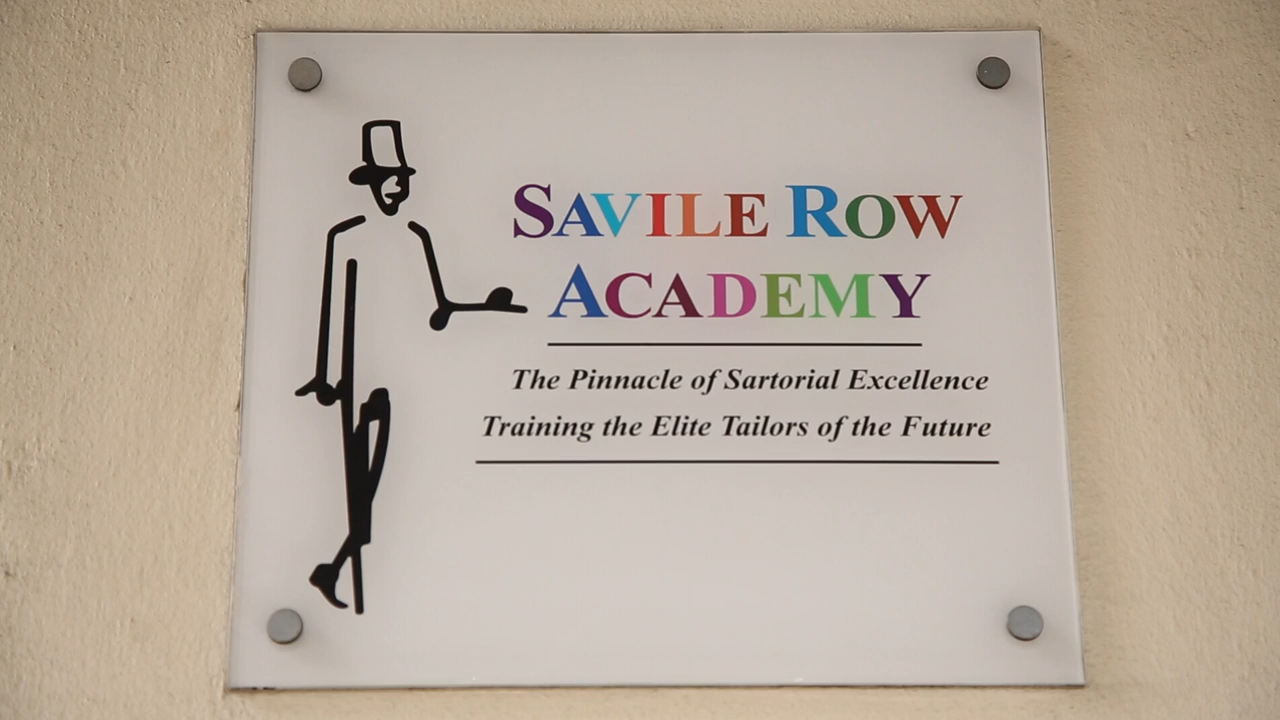 SAVILE ROW
ACADEMY
The Pinnacle of Sartorial Excellence
Training the Elite Tailors of the Future